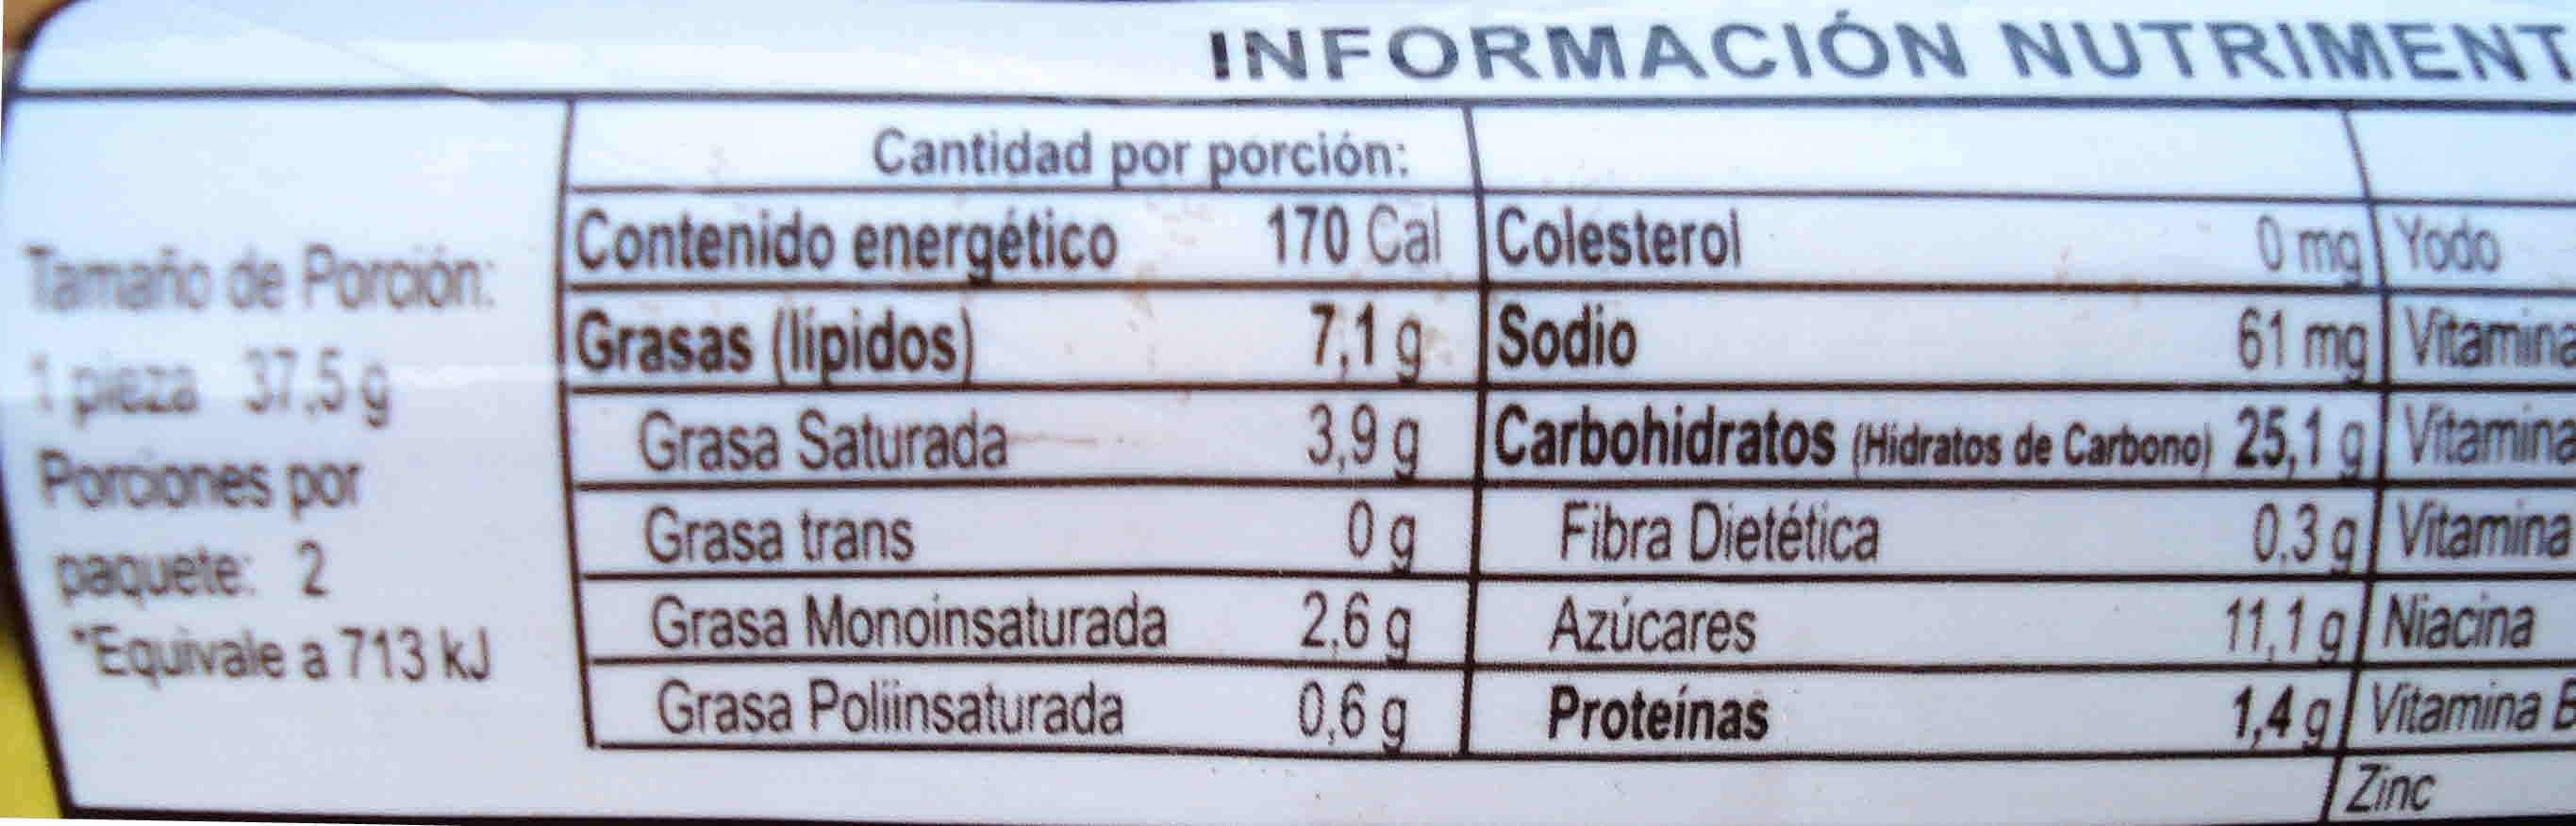 INFORMACIÓN NUTRIMENT
Tamaño de Porción:
1 pieza 37,5 g
Porciones por
paquete: 2
*Equivale a 713 kJ
Cantidad por porción:
Contenido energético 170 Cal
Grasas (lípidos) 7,1 g
Grasa Saturada 3,9 g
Grasa trans 0 g
Grasa Monoinsaturada 2,6 g
Grasa Poliinsaturada 0,6 g
Colesterol 0 mg
Sodio 61 mg
Carbohidratos (Hidratos de Carbono) 25,1 g
Fibra Dietética 0,3 g
Azúcares 11,1 g
Proteínas 1,4 g
Yodo
Vitamina
Vitamina
Vitamina
Niacina
Vitamina B
Zinc